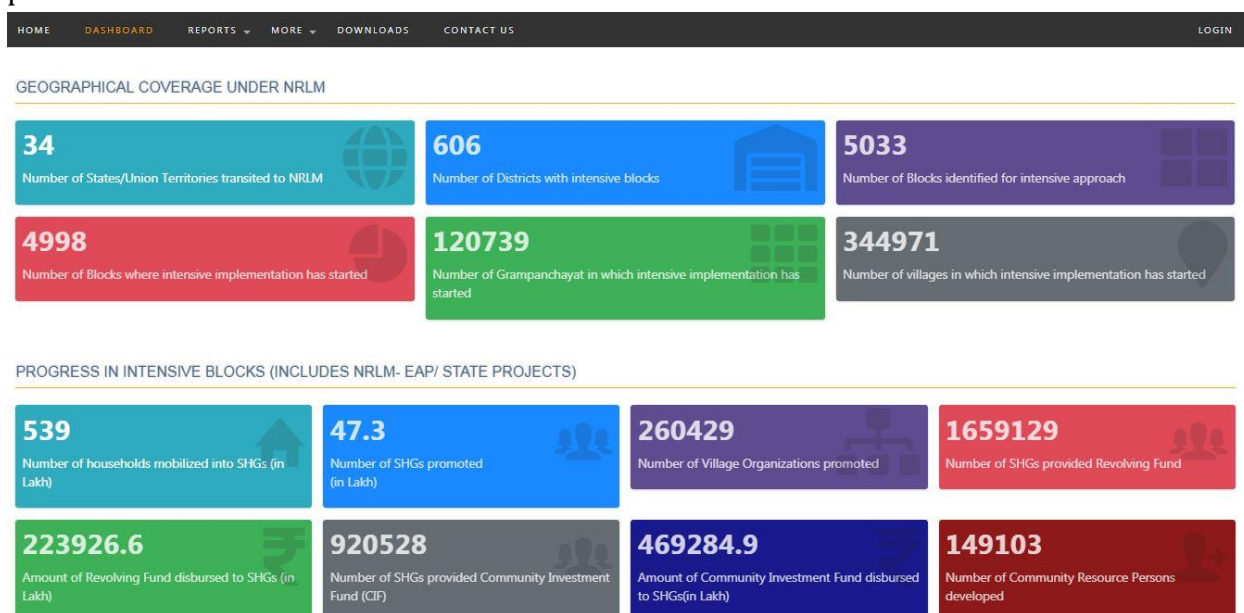 HOME DASHBOARD REPORTS MORE DOWNLOADS CONTACT US LOGIN
GEOGRAPHICAL COVERAGE UNDER NRLM
34
Number of States/Union Territories transited to NRLM
606
Number of Districts with intensive blocks
5033
Number of Blocks identified for intensive approach
4998
Number of Blocks where intensive implementation has started
120739
Number of Grampanchayat in which intensive implementation has
started
344971
Number of villages in which intensive implementation has started
PROGRESS IN INTENSIVE BLOCKS (INCLUDES NRLM- EAP/ STATE PROJECTS)
539
Number of households mobilized into SHGs (in
Lakh)
47.3
Number of SHGs promoted
(in Lakh)
260429
Number of Village Organizations promoted
1659129
Number of SHGs provided Revolving Fund
223926.6
Amount of Revolving Fund disbursed to SHGs (in
Lakh)
920528
Number of SHGs provided Community Investment
Fund (CIF)
469284.9
Amount of Community Investment Fund disbursed
to SHGs(in Lakh)
149103
Number of Community Resource Persons
developed